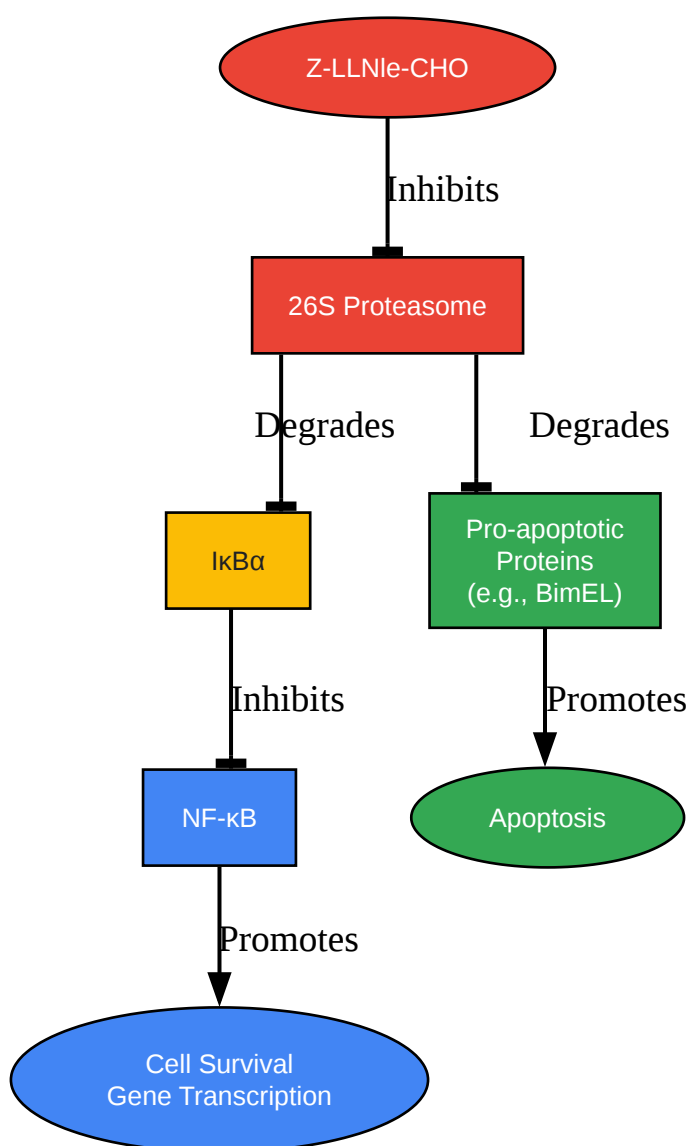 Z-LLNle-CHO
Inhibits
26S Proteasome
Degrades
Degrades
IκBα
Pro-apoptotic
Proteins
(e.g., BimEL)
Inhibits
Promotes
NF-κB
Apoptosis
Promotes
Cell Survival
Gene Transcription